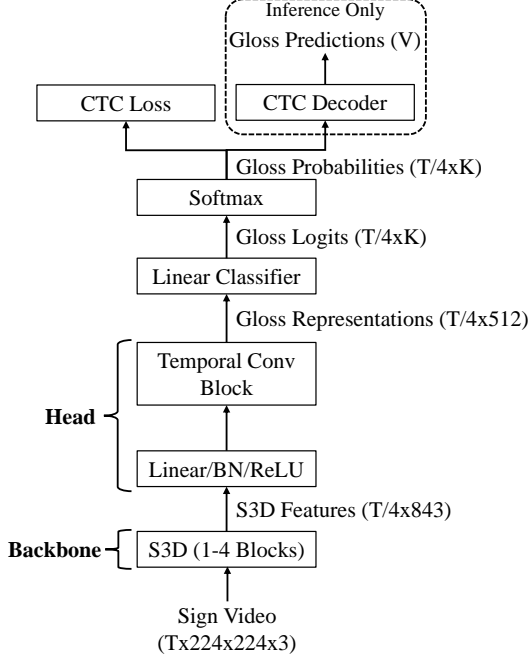 Inference Only
Gloss Predictions (V)
CTC Loss
CTC Decoder
Gloss Probabilities (T/4xK)
Softmax
Gloss Logits (T/4xK)
Linear Classifier
Gloss Representations (T/4x512)
Temporal Conv
Block
Head
Linear/BN/ReLU
S3D Features (T/4x843)
Backbone
S3D (1-4 Blocks)
Sign Video
(Tx224x224x3)